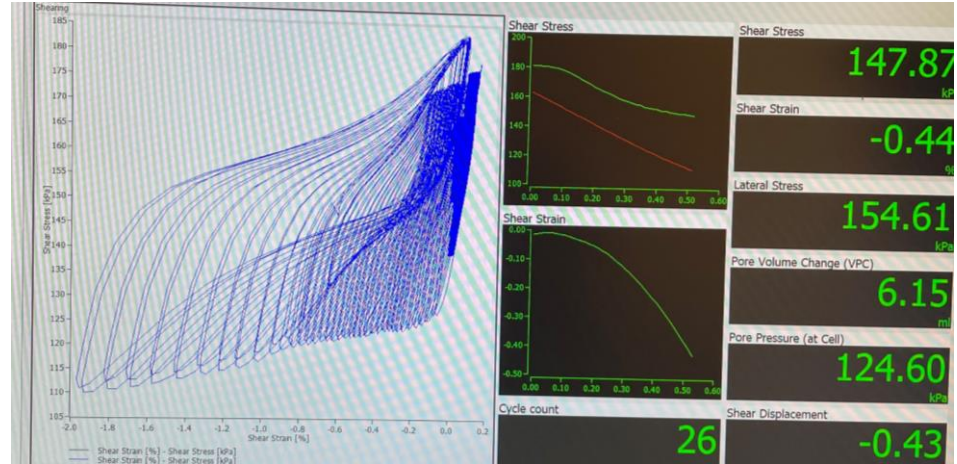 Shearing
185
180
175
170
165
160
155
150
145
140
135
130
125
120
115
110
105
Shear Stress [kPa]
-2.0 -1.8 -1.6 -1.4 -1.2 -1.0 -0.8 -0.6 -0.4 -0.2 0.0 0.2
Shear Strain [%]
Shear Strain [%] - Shear Stress [kPa]
Shear Strain [%] - Shear Stress [kPa]
Shear Stress
200
180
160
140
120
100
0.00 0.10 0.20 0.30 0.40 0.50 0.60
Shear Strain
0.00
-0.10
-0.20
-0.30
-0.40
-0.50
0.00 0.10 0.20 0.30 0.40 0.50 0.60
Cycle count
26
Shear Stress
147.87
kP
Shear Strain
-0.44
%
Lateral Stress
154.61
kPa
Pore Volume Change (VPC)
6.15
ml
Pore Pressure (at Cell)
124.60
kPa
Shear Displacement
-0.43